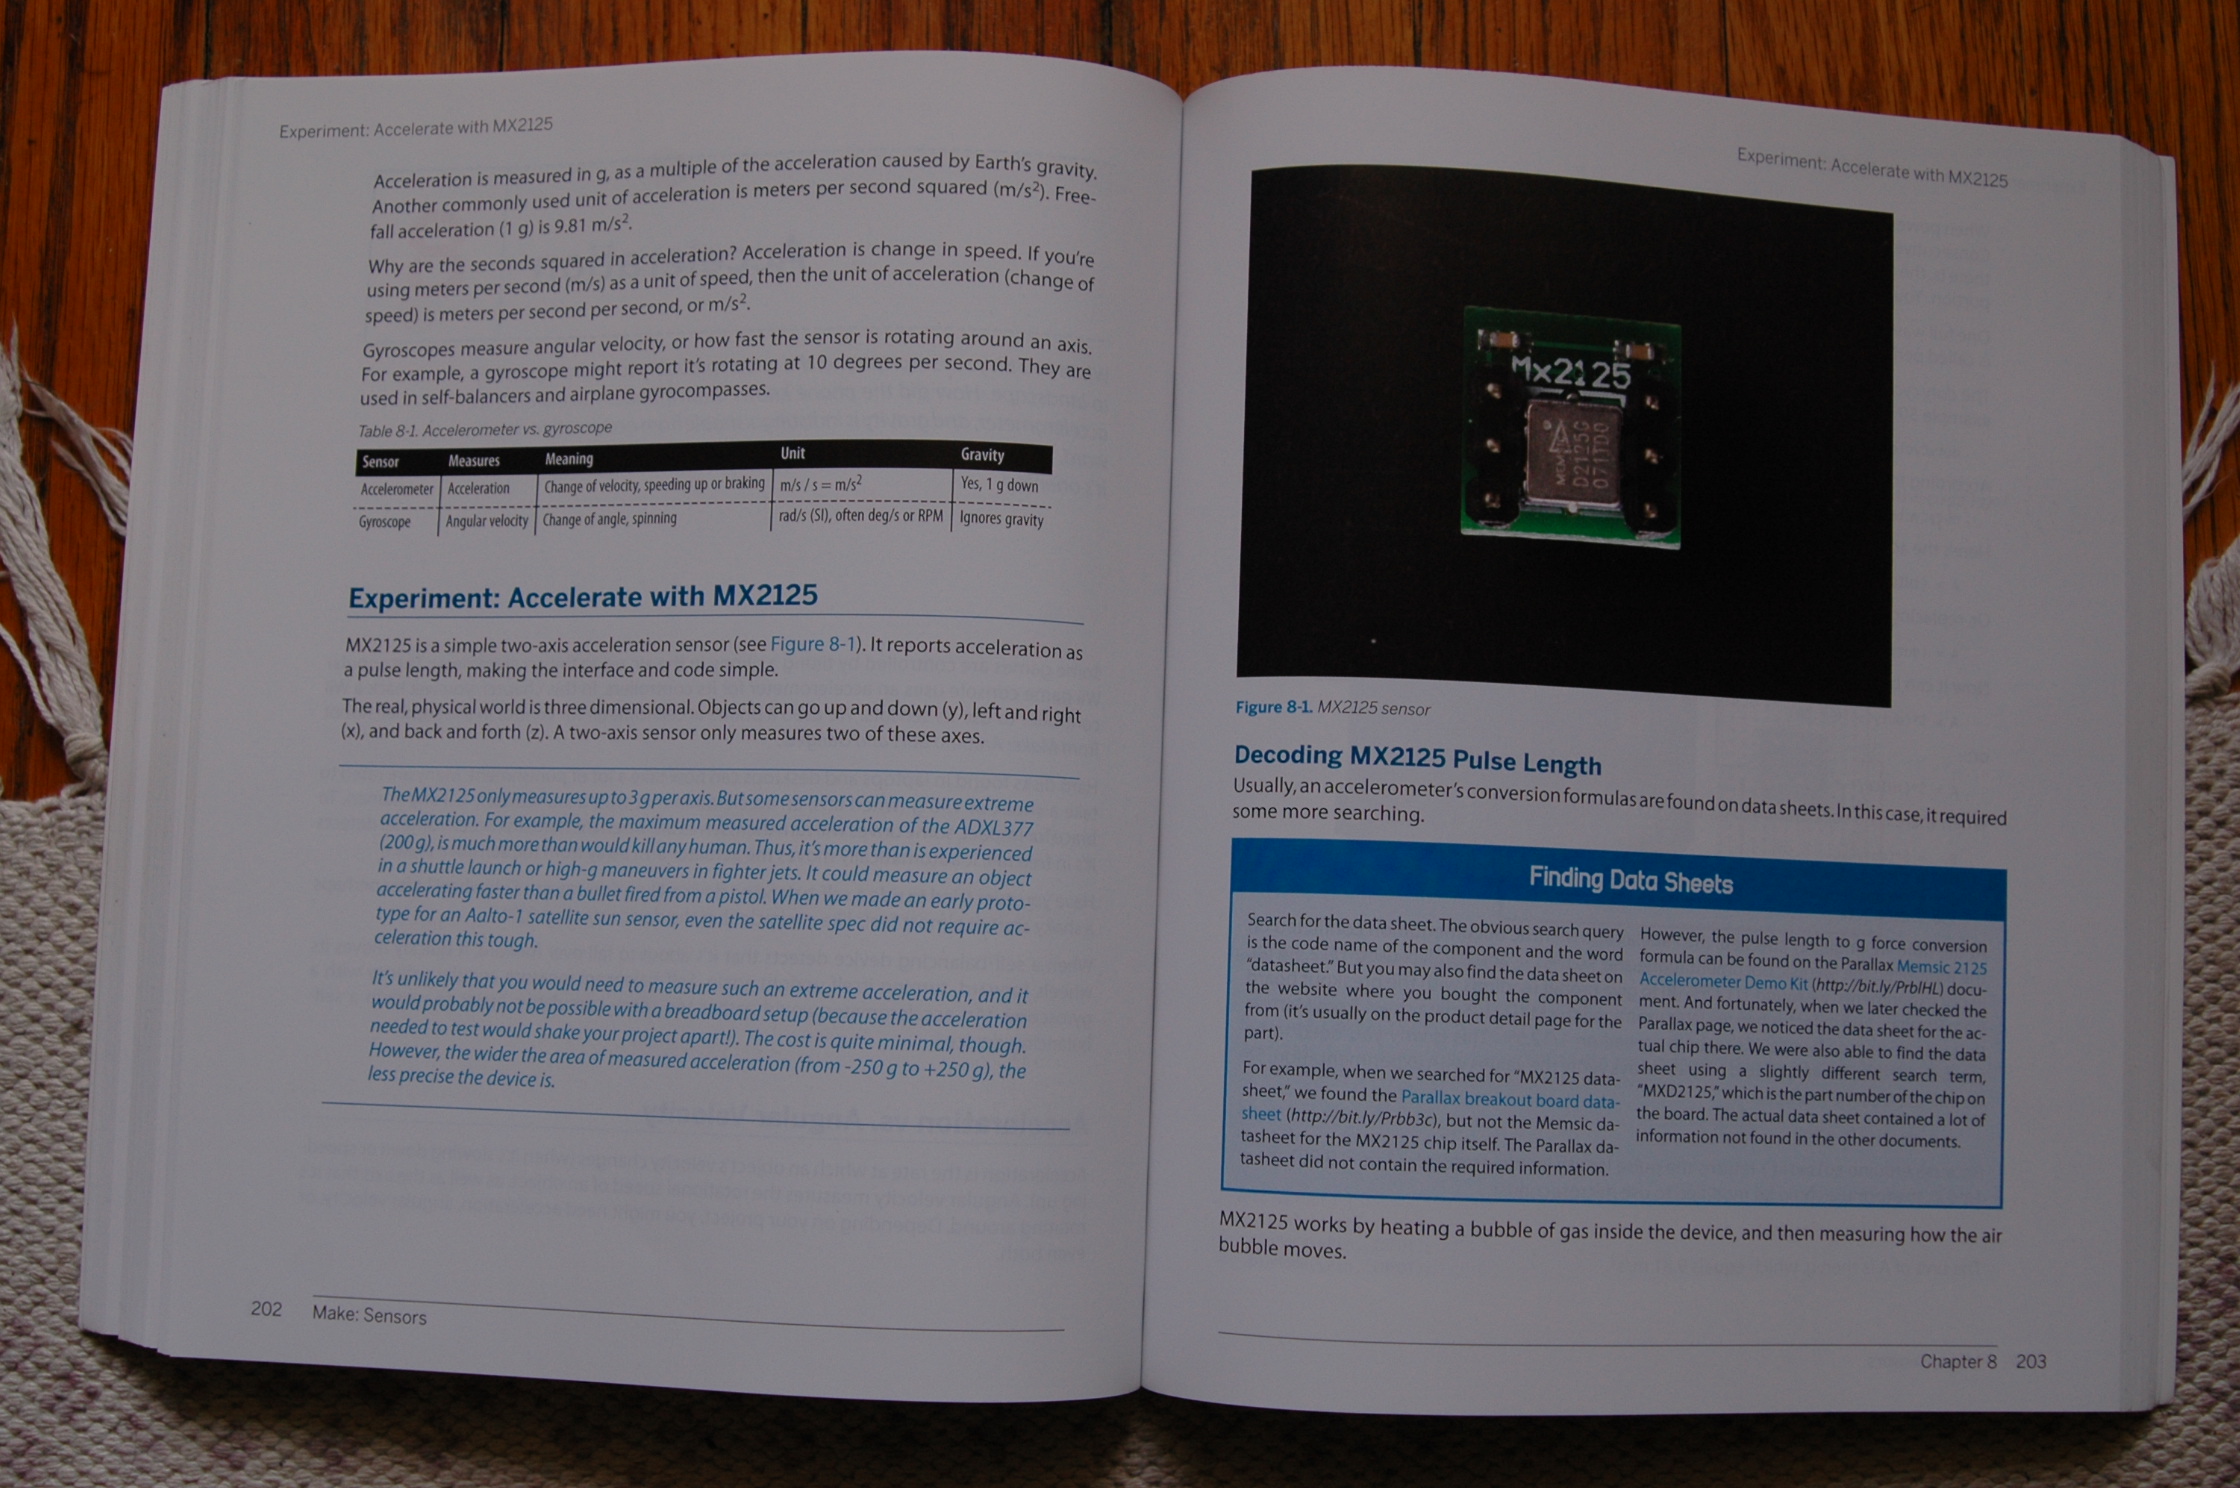 Experiment: Accelerate with MX2125
Acceleration is measured in g, as a multiple of the acceleration caused by Earth's gravity.
Another commonly used unit of acceleration is meters per second squared (m/s²). Free-
fall acceleration (1 g) is 9.81 m/s².
Why are the seconds squared in acceleration? Acceleration is change in speed. If you're
using meters per second (m/s) as a unit of speed, then the unit of acceleration (change of
speed) is meters per second per second, or m/s².
Gyroscopes measure angular velocity, or how fast the sensor is rotating around an axis.
For example, a gyroscope might report it's rotating at 10 degrees per second. They are
used in self-balancers and airplane gyrocompasses.
Table 8-1. Accelerometer vs. gyroscope
Sensor Measures Meaning Unit Gravity
Accelerometer Acceleration Change of velocity, speeding up or braking m/s / s = m/s² Yes, 1 g down
Gyroscope Angular velocity Change of angle, spinning rad/s (SI), often deg/s or RPM Ignores gravity
Experiment: Accelerate with MX2125
MX2125 is a simple two-axis acceleration sensor (see Figure 8-1). It reports acceleration as
a pulse length, making the interface and code simple.
The real, physical world is three dimensional. Objects can go up and down (y), left and right
(x), and back and forth (z). A two-axis sensor only measures two of these axes.
The MX2125 only measures up to 3 g per axis. But some sensors can measure extreme
acceleration. For example, the maximum measured acceleration of the ADXL377
(200 g), is much more than would kill any human. Thus, it's more than is experienced
in a shuttle launch or high-g maneuvers in fighter jets. It could measure an object
accelerating faster than a bullet fired from a pistol. When we made an early proto-
type for an Aalto-1 satellite sun sensor, even the satellite spec did not require ac-
celeration this tough.
It's unlikely that you would need to measure such an extreme acceleration, and it
would probably not be possible with a breadboard setup (because the acceleration
needed to test would shake your project apart!). The cost is quite minimal, though.
However, the wider the area of measured acceleration (from -250 g to +250 g), the
less precise the device is.
202 Make: Sensors
Experiment: Accelerate with MX2125
Mx2125
MEM
D2125G
071TD0
Figure 8-1. MX2125 sensor
Decoding MX2125 Pulse Length
Usually, an accelerometer's conversion formulas are found on data sheets. In this case, it required
some more searching.
Finding Data Sheets
Search for the data sheet. The obvious search query
is the code name of the component and the word
"datasheet." But you may also find the data sheet on
the website where you bought the component
from (it's usually on the product detail page for the
part).
For example, when we searched for "MX2125 data-
sheet," we found the Parallax breakout board data-
sheet (http://bit.ly/Prbb3c), but not the Memsic da-
tasheet for the MX2125 chip itself. The Parallax da-
tasheet did not contain the required information.
However, the pulse length to g force conversion
formula can be found on the Parallax Memsic 2125
Accelerometer Demo Kit (http://bit.ly/PrbIHL) docu-
ment. And fortunately, when we later checked the
Parallax page, we noticed the data sheet for the ac-
tual chip there. We were also able to find the data
sheet using a slightly different search term,
"MXD2125," which is the part number of the chip on
the board. The actual data sheet contained a lot of
information not found in the other documents.
MX2125 works by heating a bubble of gas inside the device, and then measuring how the air
bubble moves.
Chapter 8 203